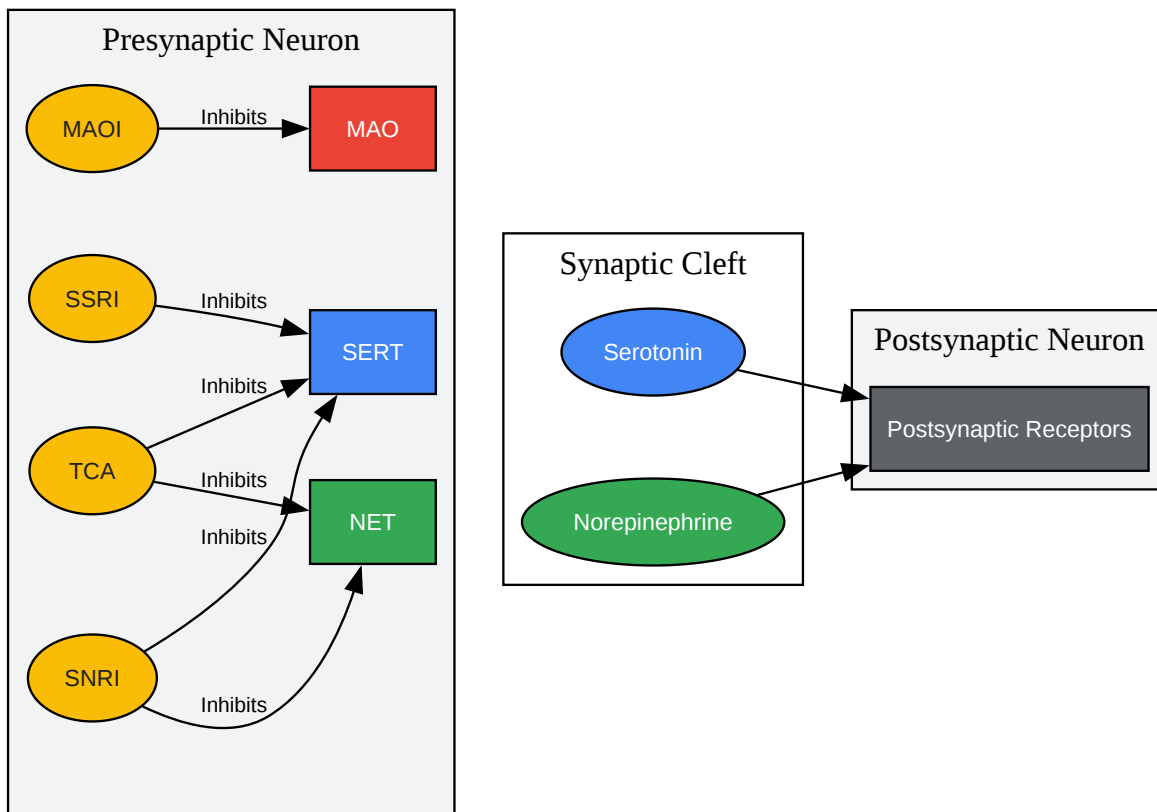 Presynaptic Neuron
MAOI
Inhibits
MAO
SSRI
Inhibits
SERT
Inhibits
TCA
Inhibits
NET
Inhibits
SNRI
Inhibits
Synaptic Cleft
Serotonin
Norepinephrine
Postsynaptic Neuron
Postsynaptic Receptors